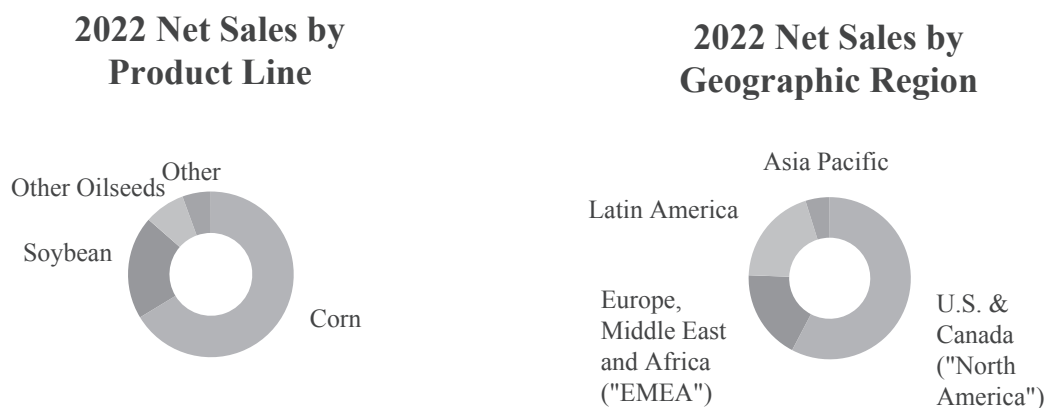 2022 Net Sales by
Product Line
Other
Other Oilseeds
Soybean
Corn
2022 Net Sales by
Geographic Region
Asia Pacific
Latin America
Europe,
Middle East
and Africa
("EMEA")
U.S. &
Canada
("North
America")